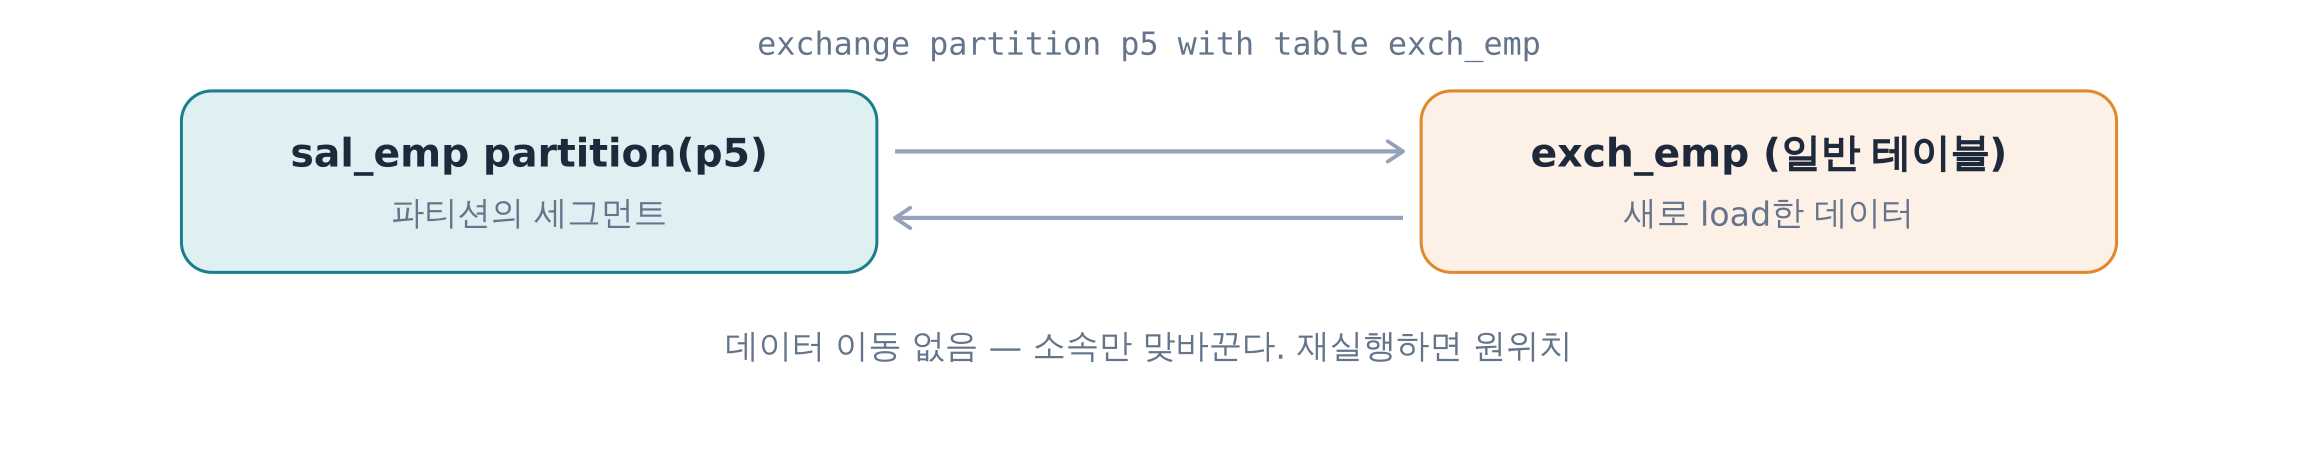 exchange partition p5 with table exch_emp
sal_emp partition(p5)
파티션의 세그먼트
exch_emp (일반 테이블)
새로 load한 데이터
데이터 이동 없음 — 소속만 맞바꾼다. 재실행하면 원위치